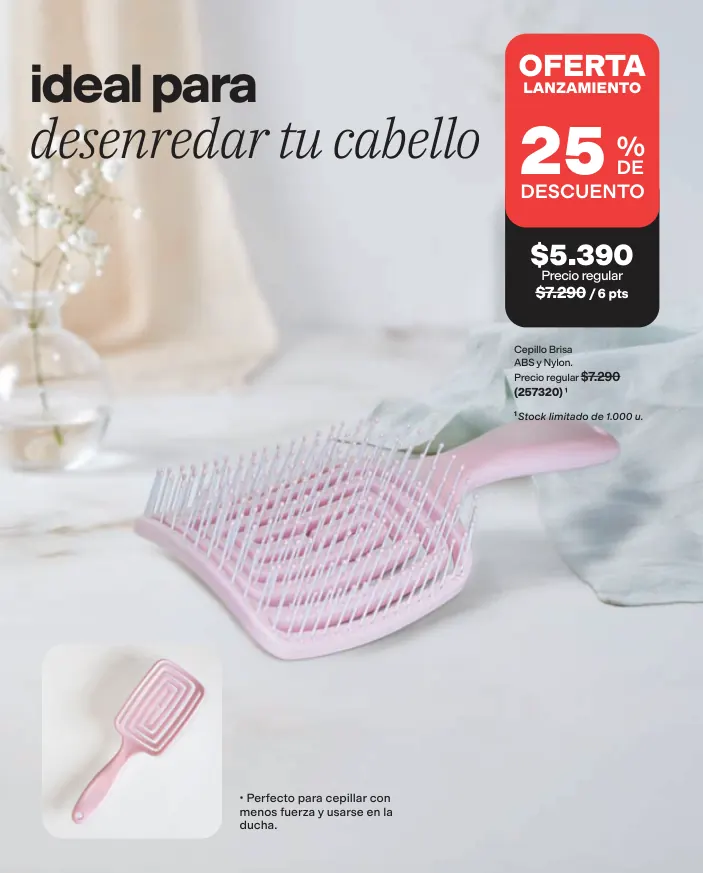 ideal para
desenredar tu cabello
OFERTA
LANZAMIENTO
25 %
DE
DESCUENTO
$5.390
Precio regular
$7.290 / 6 pts
Cepillo Brisa
ABS y Nylon.
Precio regular $7.290
(257320) ¹
¹Stock limitado de 1.000 u.
• Perfecto para cepillar con
menos fuerza y usarse en la
ducha.